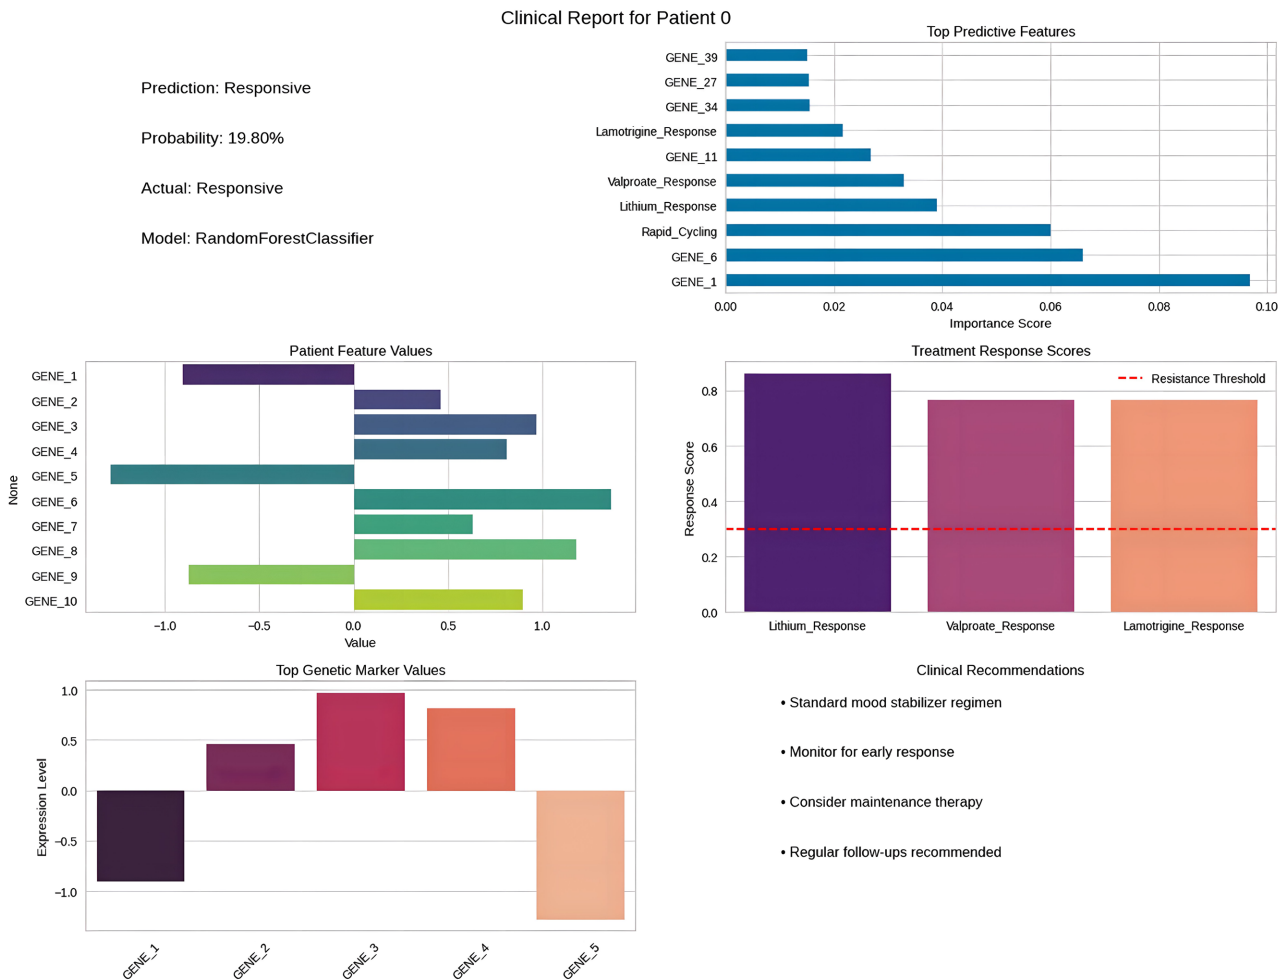 Clinical Report for Patient 0
Prediction: Responsive
Probability: 19.80%
Actual: Responsive
Model: RandomForestClassifier
Top Predictive Features
GENE_39
GENE_27
GENE_34
Lamotrigine_Response
GENE_11
Valproate_Response
Lithium_Response
Rapid_Cycling
GENE_6
GENE_1
0.00 0.02 0.04 0.06 0.08 0.10
Importance Score
Patient Feature Values
None
GENE_1
GENE_2
GENE_3
GENE_4
GENE_5
GENE_6
GENE_7
GENE_8
GENE_9
GENE_10
−1.0 −0.5 0.0 0.5 1.0
Value
Treatment Response Scores
Resistance Threshold
Response Score
0.8
0.6
0.4
0.2
0.0
Lithium_Response Valproate_Response Lamotrigine_Response
Top Genetic Marker Values
Expression Level
1.0
0.5
0.0
−0.5
−1.0
GENE_1 GENE_2 GENE_3 GENE_4 GENE_5
Clinical Recommendations
• Standard mood stabilizer regimen
• Monitor for early response
• Consider maintenance therapy
• Regular follow-ups recommended